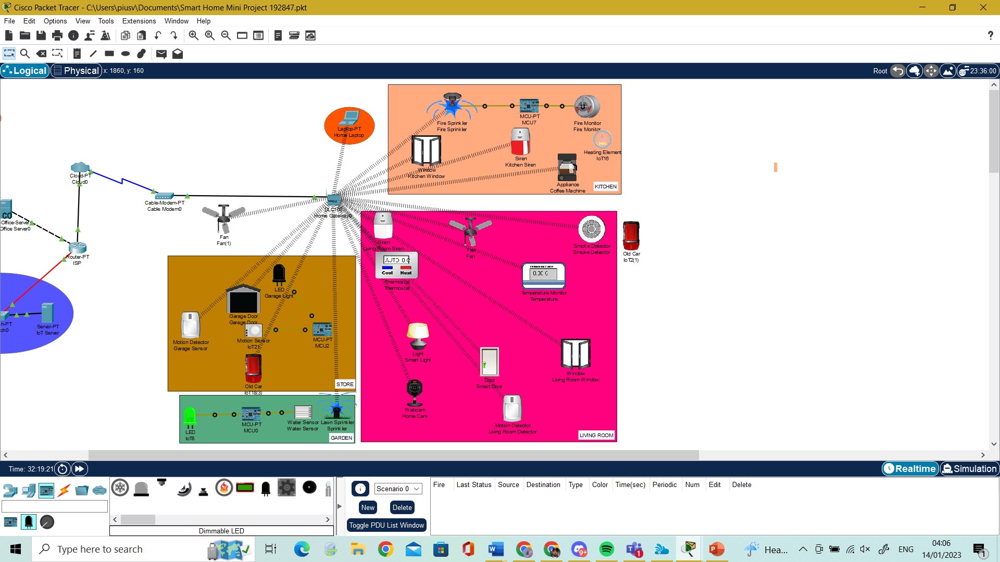 Cisco Packet Tracer - C:\Users\piusv\Documents\Smart Home Mini Project 192847.pkt
File Edit Options View Tools Extensions Window Help
?
Logical Physical x: 1860, y: 160
Root 23:36:00
Fire Sprinkler
Fire Sprinkler
MCU-PT
MCU7
Fire Monitor
Fire Monitor
Laptop-PT
Home Laptop
Heating Element
IoT16
Siren
Kitchen Siren
Window
Kitchen Window
Appliance
Coffee Machine
KITCHEN
Cloud-PT
Cloud0
Cable-Modem-PT
Cable Modem0
DLC100
Home Gateway0
CO
-Office-Server
Office Server0
Fan
Fan(1)
Router-PT
ISP
Siren
Living Room Siren
Fan
Fan
Smoke Detector
Smoke Detector
Old Car
IoT2(1)
AUTO 0.0
Cool Heat
Thermostat
Thermostat
TEMPERATURE
0.00 C
Temperature Monitor
Temperature
LED
Garage Light
Garage Door
Garage Door
Motion Detector
Garage Sensor
Motion Sensor
IoT21
MCU-PT
MCU2
Old Car
IoT18(3)
STORE
Server-PT
IoT Server
Light
Smart Light
Door
Smart Door
Window
Living Room Window
Webcam
Home Cam
Motion Detector
Living Room Detector
LIVING ROOM
LED
IoT8
MCU-PT
MCU0
Water Sensor
Water Sensor
Lawn Sprinkler
Sprinkler
GARDEN
Time: 32:19:21
Realtime Simulation
Scenario 0
New Delete
Toggle PDU List Window
Dimmable LED
Fire Last Status Source Destination Type Color Time(sec) Periodic Num Edit Delete
Type here to search
Hea...
ENG
04:06
14/01/2023
9+
1
1